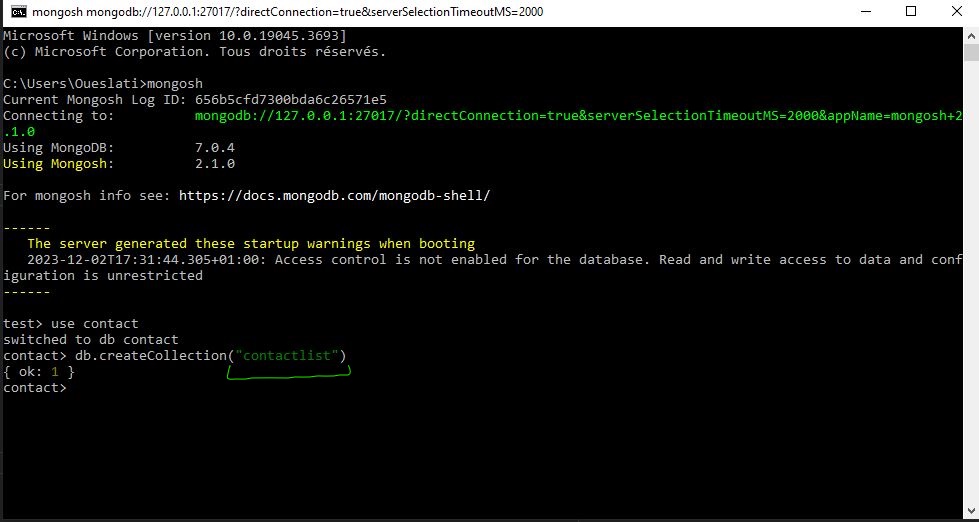 mongosh mongodb://127.0.0.1:27017/?directConnection=true&serverSelectionTimeoutMS=2000
Microsoft Windows [version 10.0.19045.3693]
(c) Microsoft Corporation. Tous droits réservés.
C:\Users\Oueslati>mongosh
Current Mongosh Log ID: 656b5cfd7300bda6c26571e5
Connecting to: mongodb://127.0.0.1:27017/?directConnection=true&serverSelectionTimeoutMS=2000&appName=mongosh+2
.1.0
Using MongoDB: 7.0.4
Using Mongosh: 2.1.0
For mongosh info see: https://docs.mongodb.com/mongodb-shell/
------
The server generated these startup warnings when booting
2023-12-02T17:31:44.305+01:00: Access control is not enabled for the database. Read and write access to data and conf
iguration is unrestricted
------
test> use contact
switched to db contact
contact> db.createCollection("contactlist")
{ ok: 1 }
contact>